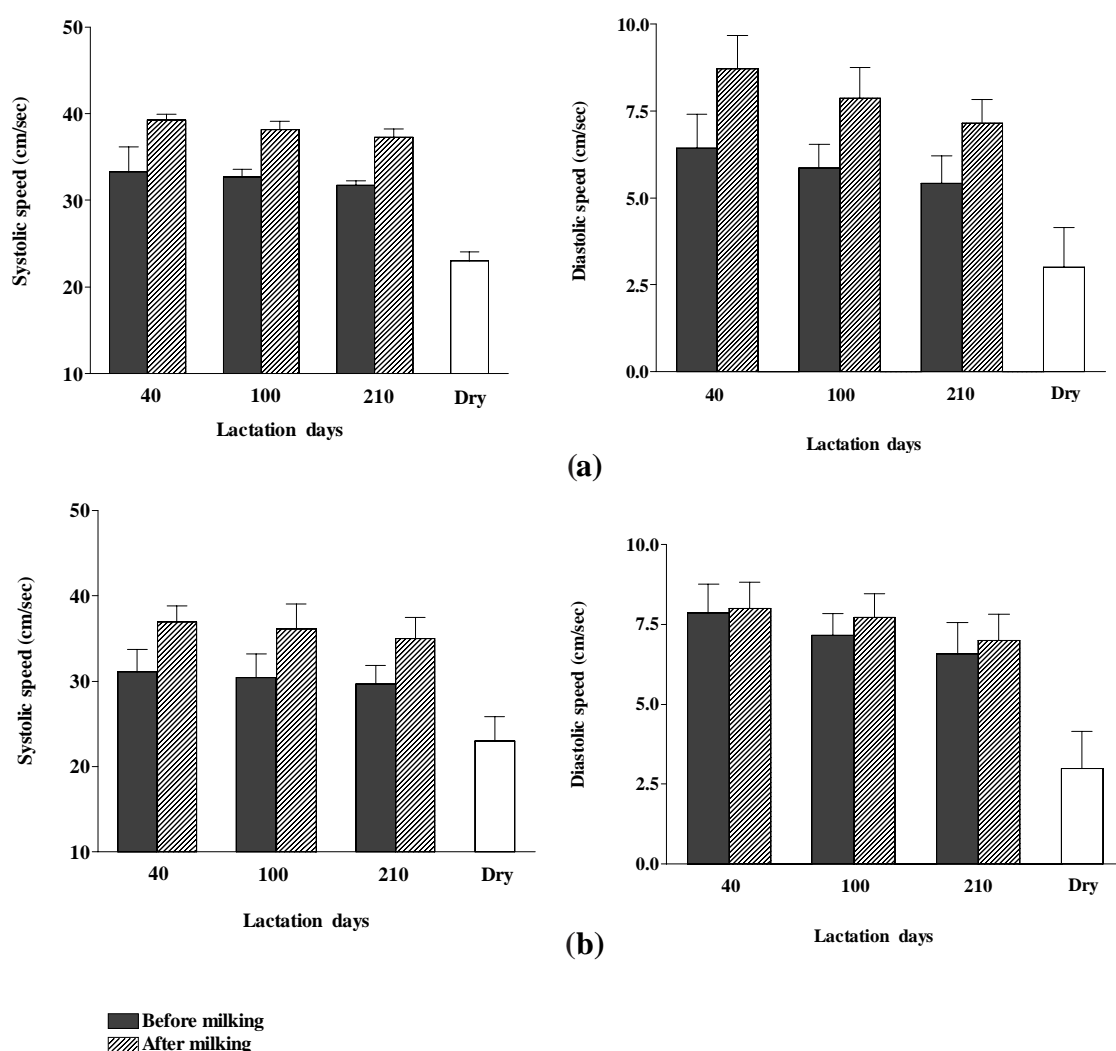 50
40
30
20
10
Systolic speed (cm/sec)
40 100 210 Dry
Lactation days
10.0
7.5
5.0
2.5
0.0
Diastolic speed (cm/sec)
40 100 210 Dry
Lactation days
(a)
50
40
30
20
10
Systolic speed (cm/sec)
40 100 210 Dry
Lactation days
10.0
7.5
5.0
2.5
0.0
Diastolic speed (cm/sec)
40 100 210 Dry
Lactation days
(b)
Before milking
After milking